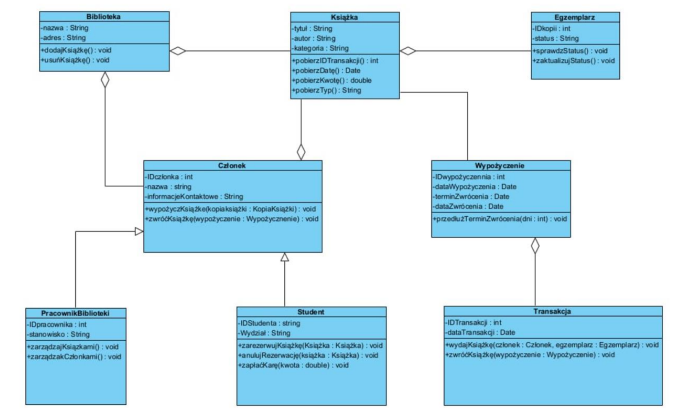 Biblioteka
-nazwa : String
-adres : String
+dodajKsiążkę() : void
+usuńKsiążkę() : void
Książka
-tytuł : String
-autor : String
-kategoria : String
+pobierzIDTransakcji() : int
+pobierzDatę() : Date
+pobierzKwotę() : double
+pobierzTyp() : String
Egzemplarz
-IDkopii : int
-status : String
+sprawdzStatus() : void
+zaktualizujStatus() : void
Członek
-IDczłonka : int
-nazwa : string
-informacjeKontaktowe : String
+wypożyczKsiążke(kopiaksiążki : KopiaKsiążki) : void
+zwróćKsiążkę(wypożyczenie : Wypożycznenie) : void
Wypożyczenie
-IDwypożyczennia : int
-dataWypożyczenia : Date
-terminZwrócenia : Date
-dataZwrócenia : Date
+przedłużTerminZwrócenia(dni : int) : void
PracownikBiblioteki
-IDpracownika : int
-stanowisko : String
+zarządzajKsiązkami() : void
+zarządzakCzłonkami() : void
Student
-IDStudenta : string
-Wydział : String
+zarezerwujKsiążkę(Książka : Książka) : void
+anulujRezerwację(książka : Książka) : void
+zapłaćKarę(kwota : double) : void
Transakcja
-IDTransakcji : int
-dataTransakcji : Date
+wydajKsiążkę(członek : Członek, egzemplarz : Egzemplarz) : void
+zwróćKsiążkę(wypożyczenie : Wypożyczenie) : void